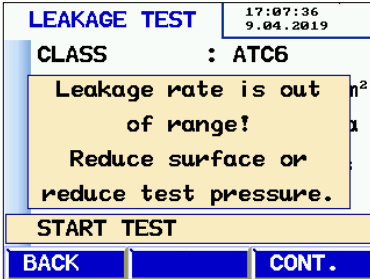 LEAKAGE TEST
17:07:36
9.04.2019
CLASS : ATC6
Leakage rate is out
of range!
Reduce surface or
reduce test pressure.
m²
START TEST
BACK
CONT.